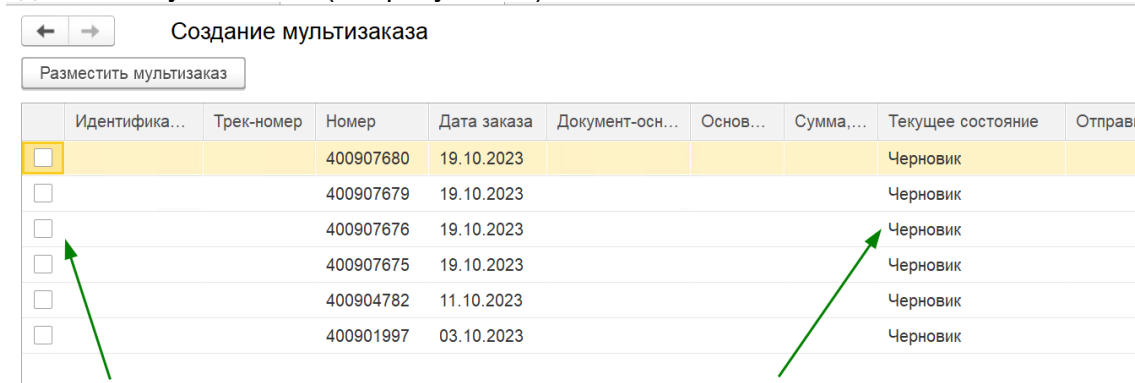 Создание мультизаказа
Разместить мультизаказ
Идентифика... Трек-номер Номер Дата заказа Документ-осн... Основ... Сумма,... Текущее состояние Отправ
400907680 19.10.2023 Черновик
400907679 19.10.2023 Черновик
400907676 19.10.2023 Черновик
400907675 19.10.2023 Черновик
400904782 11.10.2023 Черновик
400901997 03.10.2023 Черновик